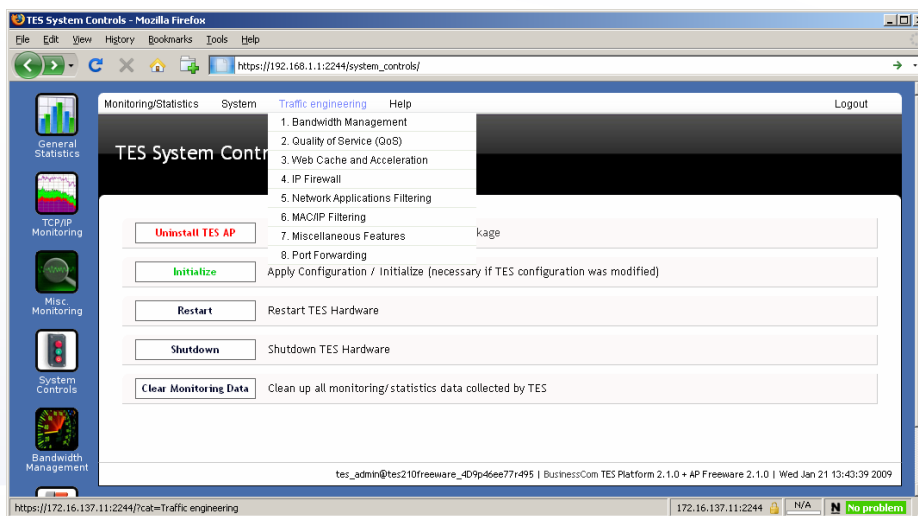 TES System Controls - Mozilla Firefox
File Edit View History Bookmarks Tools Help
https://192.168.1.1:2244/system_controls/
Monitoring/Statistics System Traffic engineering Help Logout
1. Bandwidth Management
2. Quality of Service (QoS)
3. Web Cache and Acceleration
4. IP Firewall
5. Network Applications Filtering
6. MAC/IP Filtering
7. Miscellaneous Features
8. Port Forwarding
General
Statistics
TCP/IP
Monitoring
Misc.
Monitoring
System
Controls
Bandwidth
Management
TES System Contr
Uninstall TES AP kage
Initialize Apply Configuration / Initialize (necessary if TES configuration was modified)
Restart Restart TES Hardware
Shutdown Shutdown TES Hardware
Clear Monitoring Data Clean up all monitoring/statistics data collected by TES
tes_admin@tes210freeware_4D9p46ee77r495 | BusinessCom TES Platform 2.1.0 + AP Freeware 2.1.0 | Wed Jan 21 13:43:39 2009
https://172.16.137.11:2244/?cat=Traffic engineering 172.16.137.11:2244 N/A N No problem